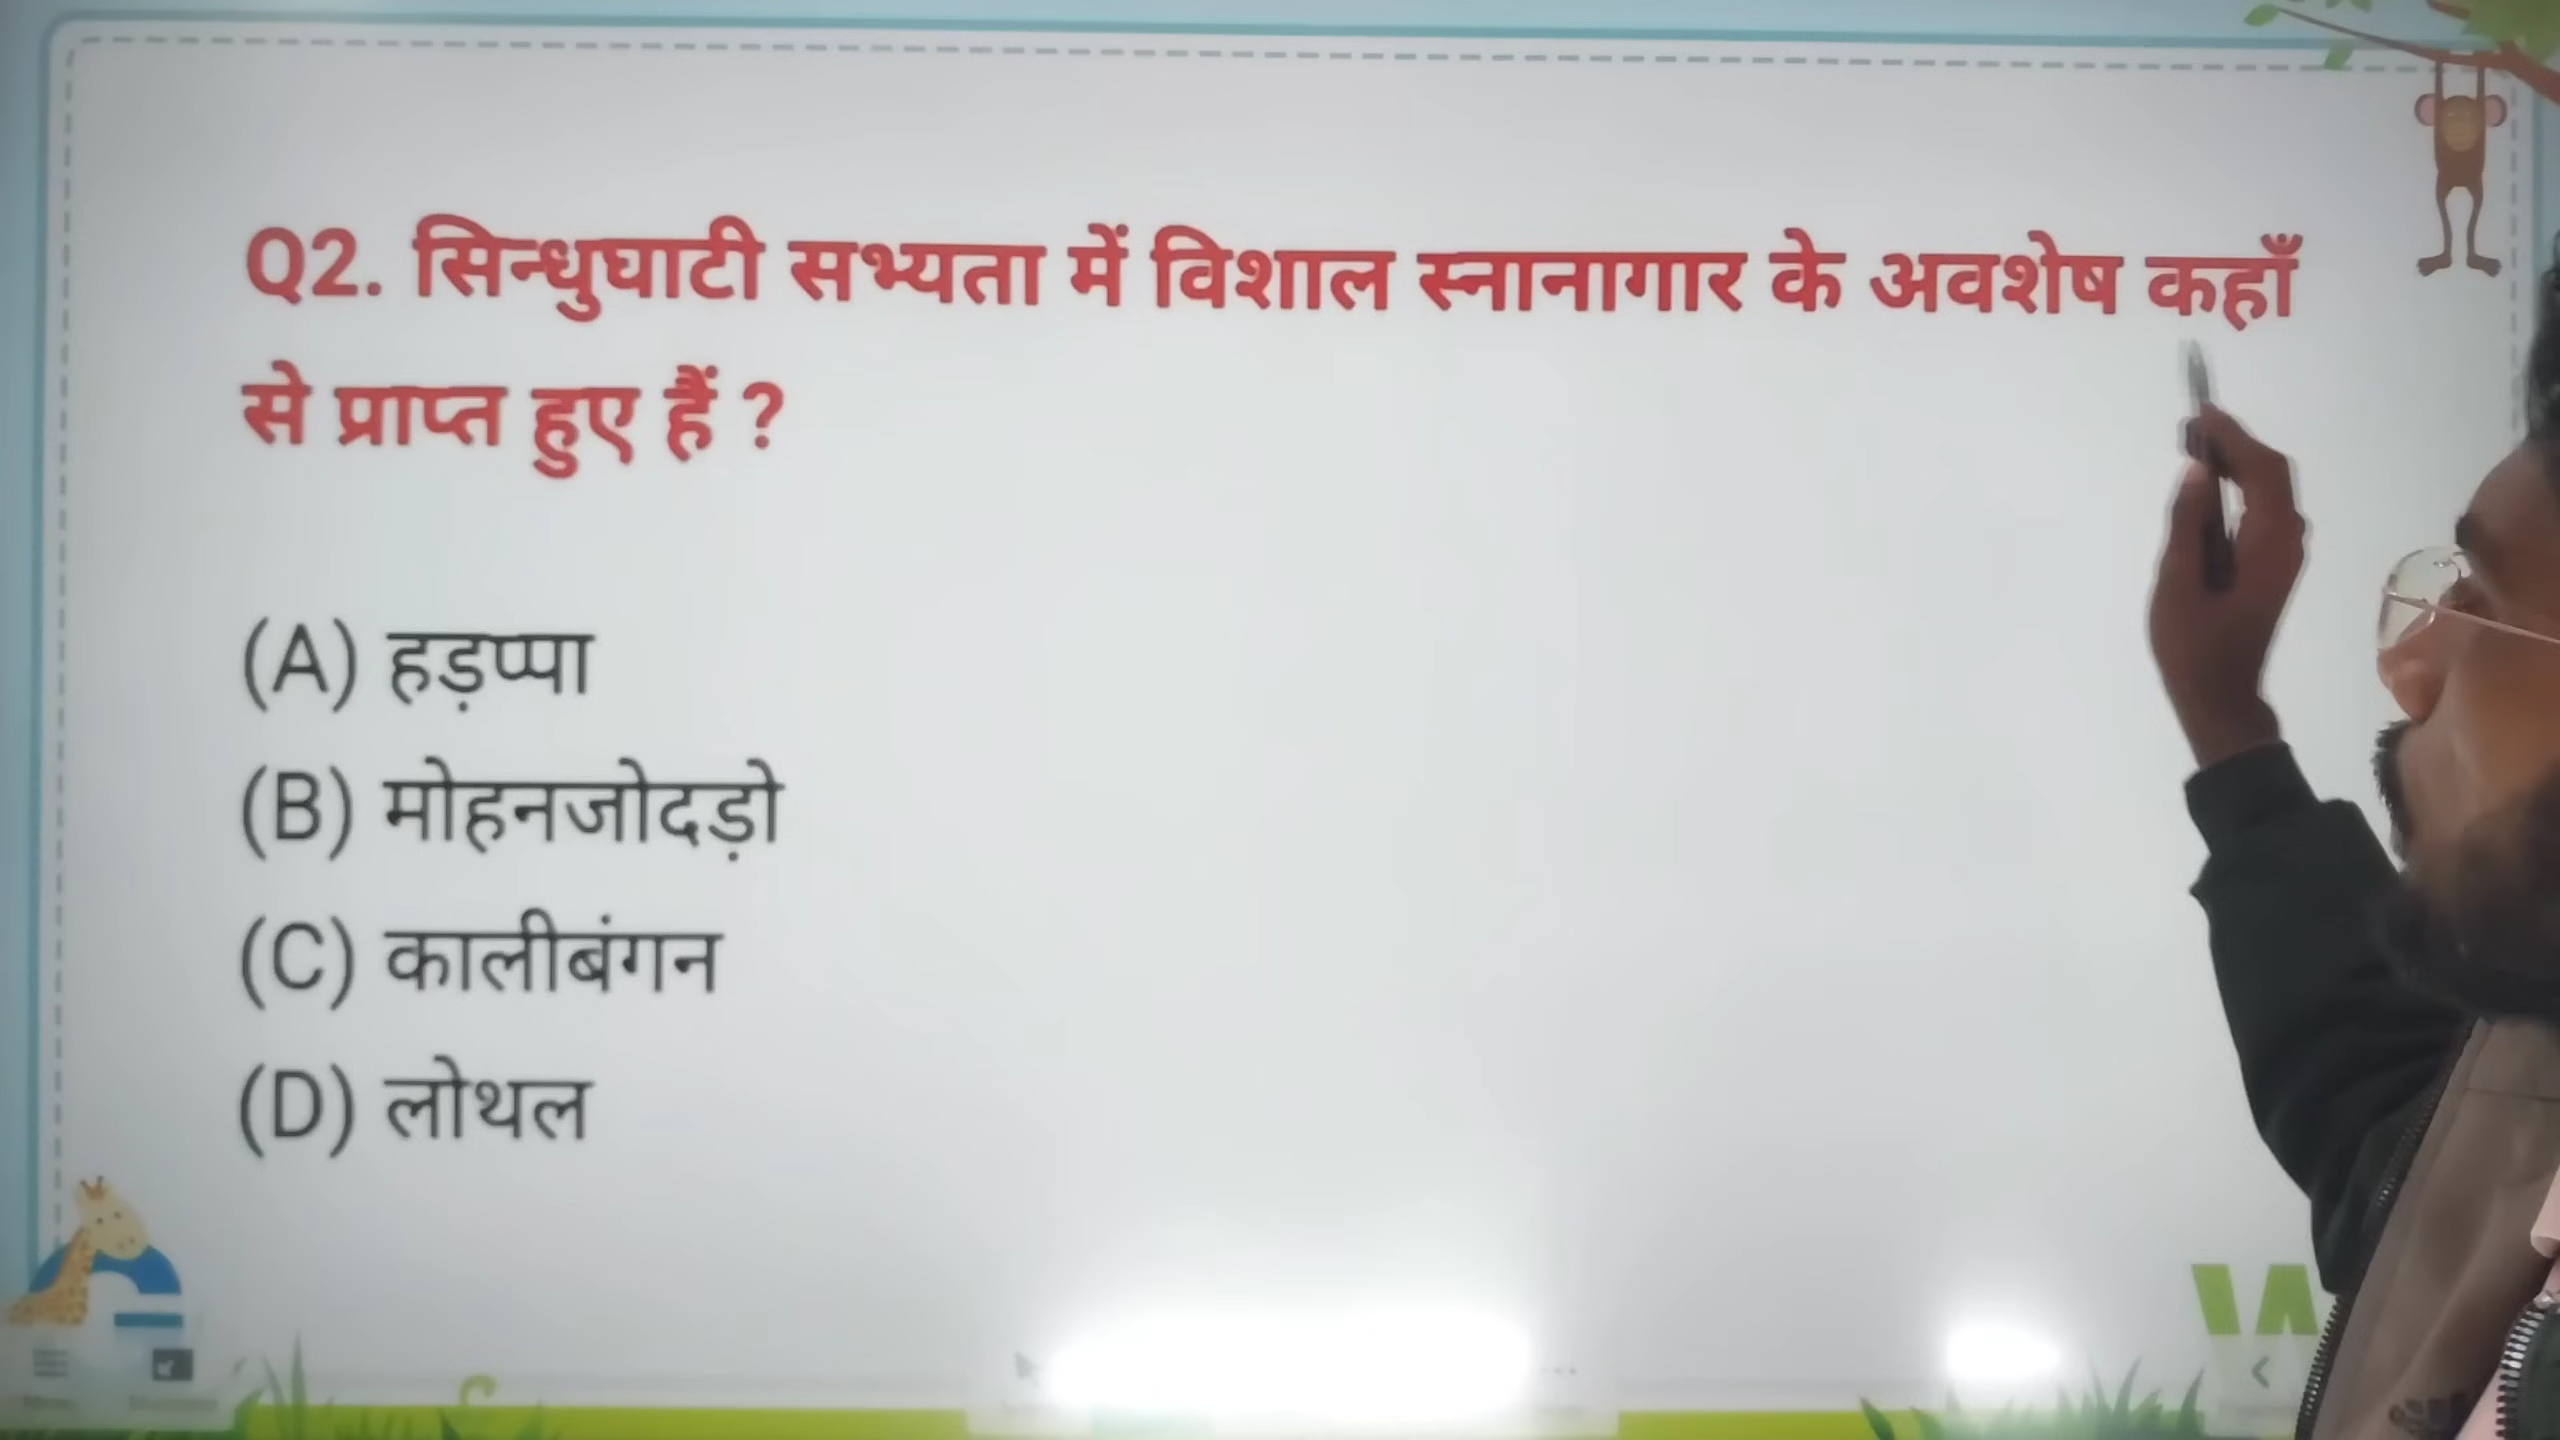 Q2. सिन्धुघाटी सभ्यता में विशाल स्नानागार के अवशेष कहाँ
से प्राप्त हुए हैं ?
(A) हड़प्पा
(B) मोहनजोदड़ो
(C) कालीबंगन
(D) लोथल